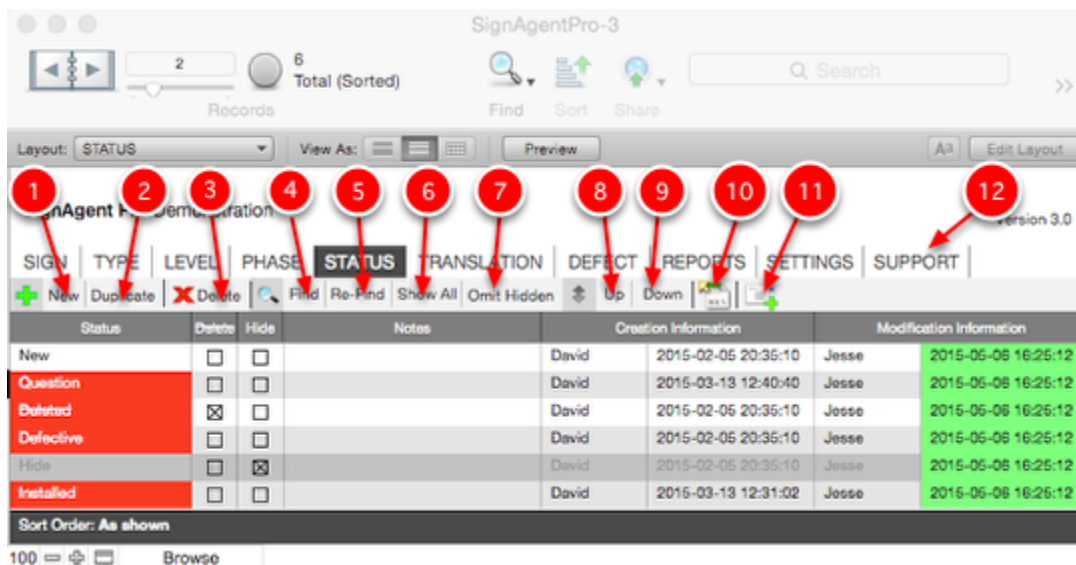 SignAgentPro-3
2
6
Total (Sorted)
Records
Find Sort Share
Search
Layout: STATUS View As: Preview Aa Edit Layout
1 2 3 4 5 6 7 8 9 10 11 12
Demonstration Version 3.0
SIGN TYPE LEVEL PHASE STATUS TRANSLATION DEFECT REPORTS SETTINGS SUPPORT
New Duplicate Delete Find Re-Find Show All Omit Hidden Up Down
Status Delete Hide Notes Creation Information Modification Information
New David 2015-02-05 20:35:10 Jesse 2015-05-06 16:25:12
Question David 2015-03-13 12:40:40 Jesse 2015-05-06 16:25:12
Deleted David 2015-02-05 20:35:10 Jesse 2015-05-06 16:25:12
Defective David 2015-02-05 20:35:10 Jesse 2015-05-06 16:25:12
Hide David 2015-02-05 20:35:10 Jesse 2015-05-06 16:25:12
Installed David 2015-03-13 12:31:02 Jesse 2015-05-06 16:25:12
Sort Order: As shown
100 Browse